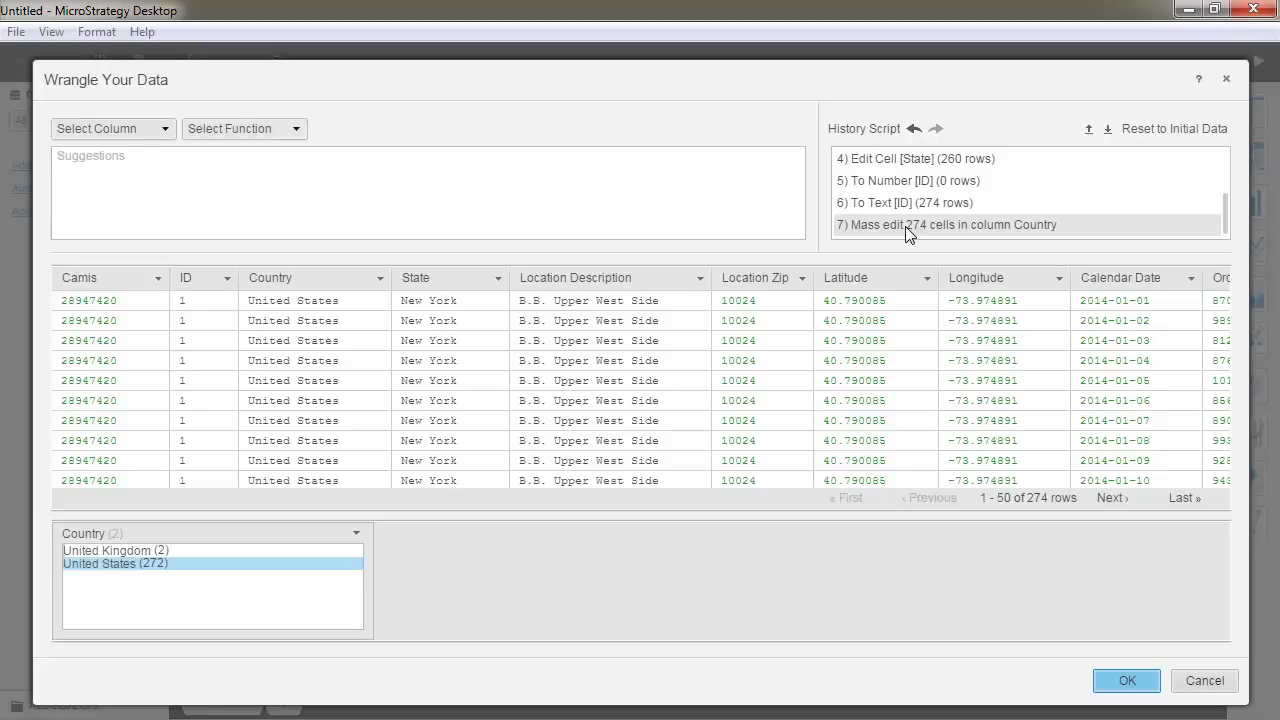 Untitled - MicroStrategy Desktop
File View Format Help
Wrangle Your Data
Select Column Select Function History Script Reset to Initial Data
Suggestions
4) Edit Cell [State] (260 rows)
5) To Number [ID] (0 rows)
6) To Text [ID] (274 rows)
7) Mass edit 274 cells in column Country
Camis ID Country State Location Description Location Zip Latitude Longitude Calendar Date
28947420 1 United States New York B.B. Upper West Side 10024 40.790085 -73.974891 2014-01-01 870
28947420 1 United States New York B.B. Upper West Side 10024 40.790085 -73.974891 2014-01-02 989
28947420 1 United States New York B.B. Upper West Side 10024 40.790085 -73.974891 2014-01-03 812
28947420 1 United States New York B.B. Upper West Side 10024 40.790085 -73.974891 2014-01-04 876
28947420 1 United States New York B.B. Upper West Side 10024 40.790085 -73.974891 2014-01-05 101
28947420 1 United States New York B.B. Upper West Side 10024 40.790085 -73.974891 2014-01-06 856
28947420 1 United States New York B.B. Upper West Side 10024 40.790085 -73.974891 2014-01-07 890
28947420 1 United States New York B.B. Upper West Side 10024 40.790085 -73.974891 2014-01-08 993
28947420 1 United States New York B.B. Upper West Side 10024 40.790085 -73.974891 2014-01-09 928
28947420 1 United States New York B.B. Upper West Side 10024 40.790085 -73.974891 2014-01-10 943
« First ‹ Previous 1 - 50 of 274 rows Next › Last »
Country (2)
United Kingdom (2)
United States (272)
OK Cancel